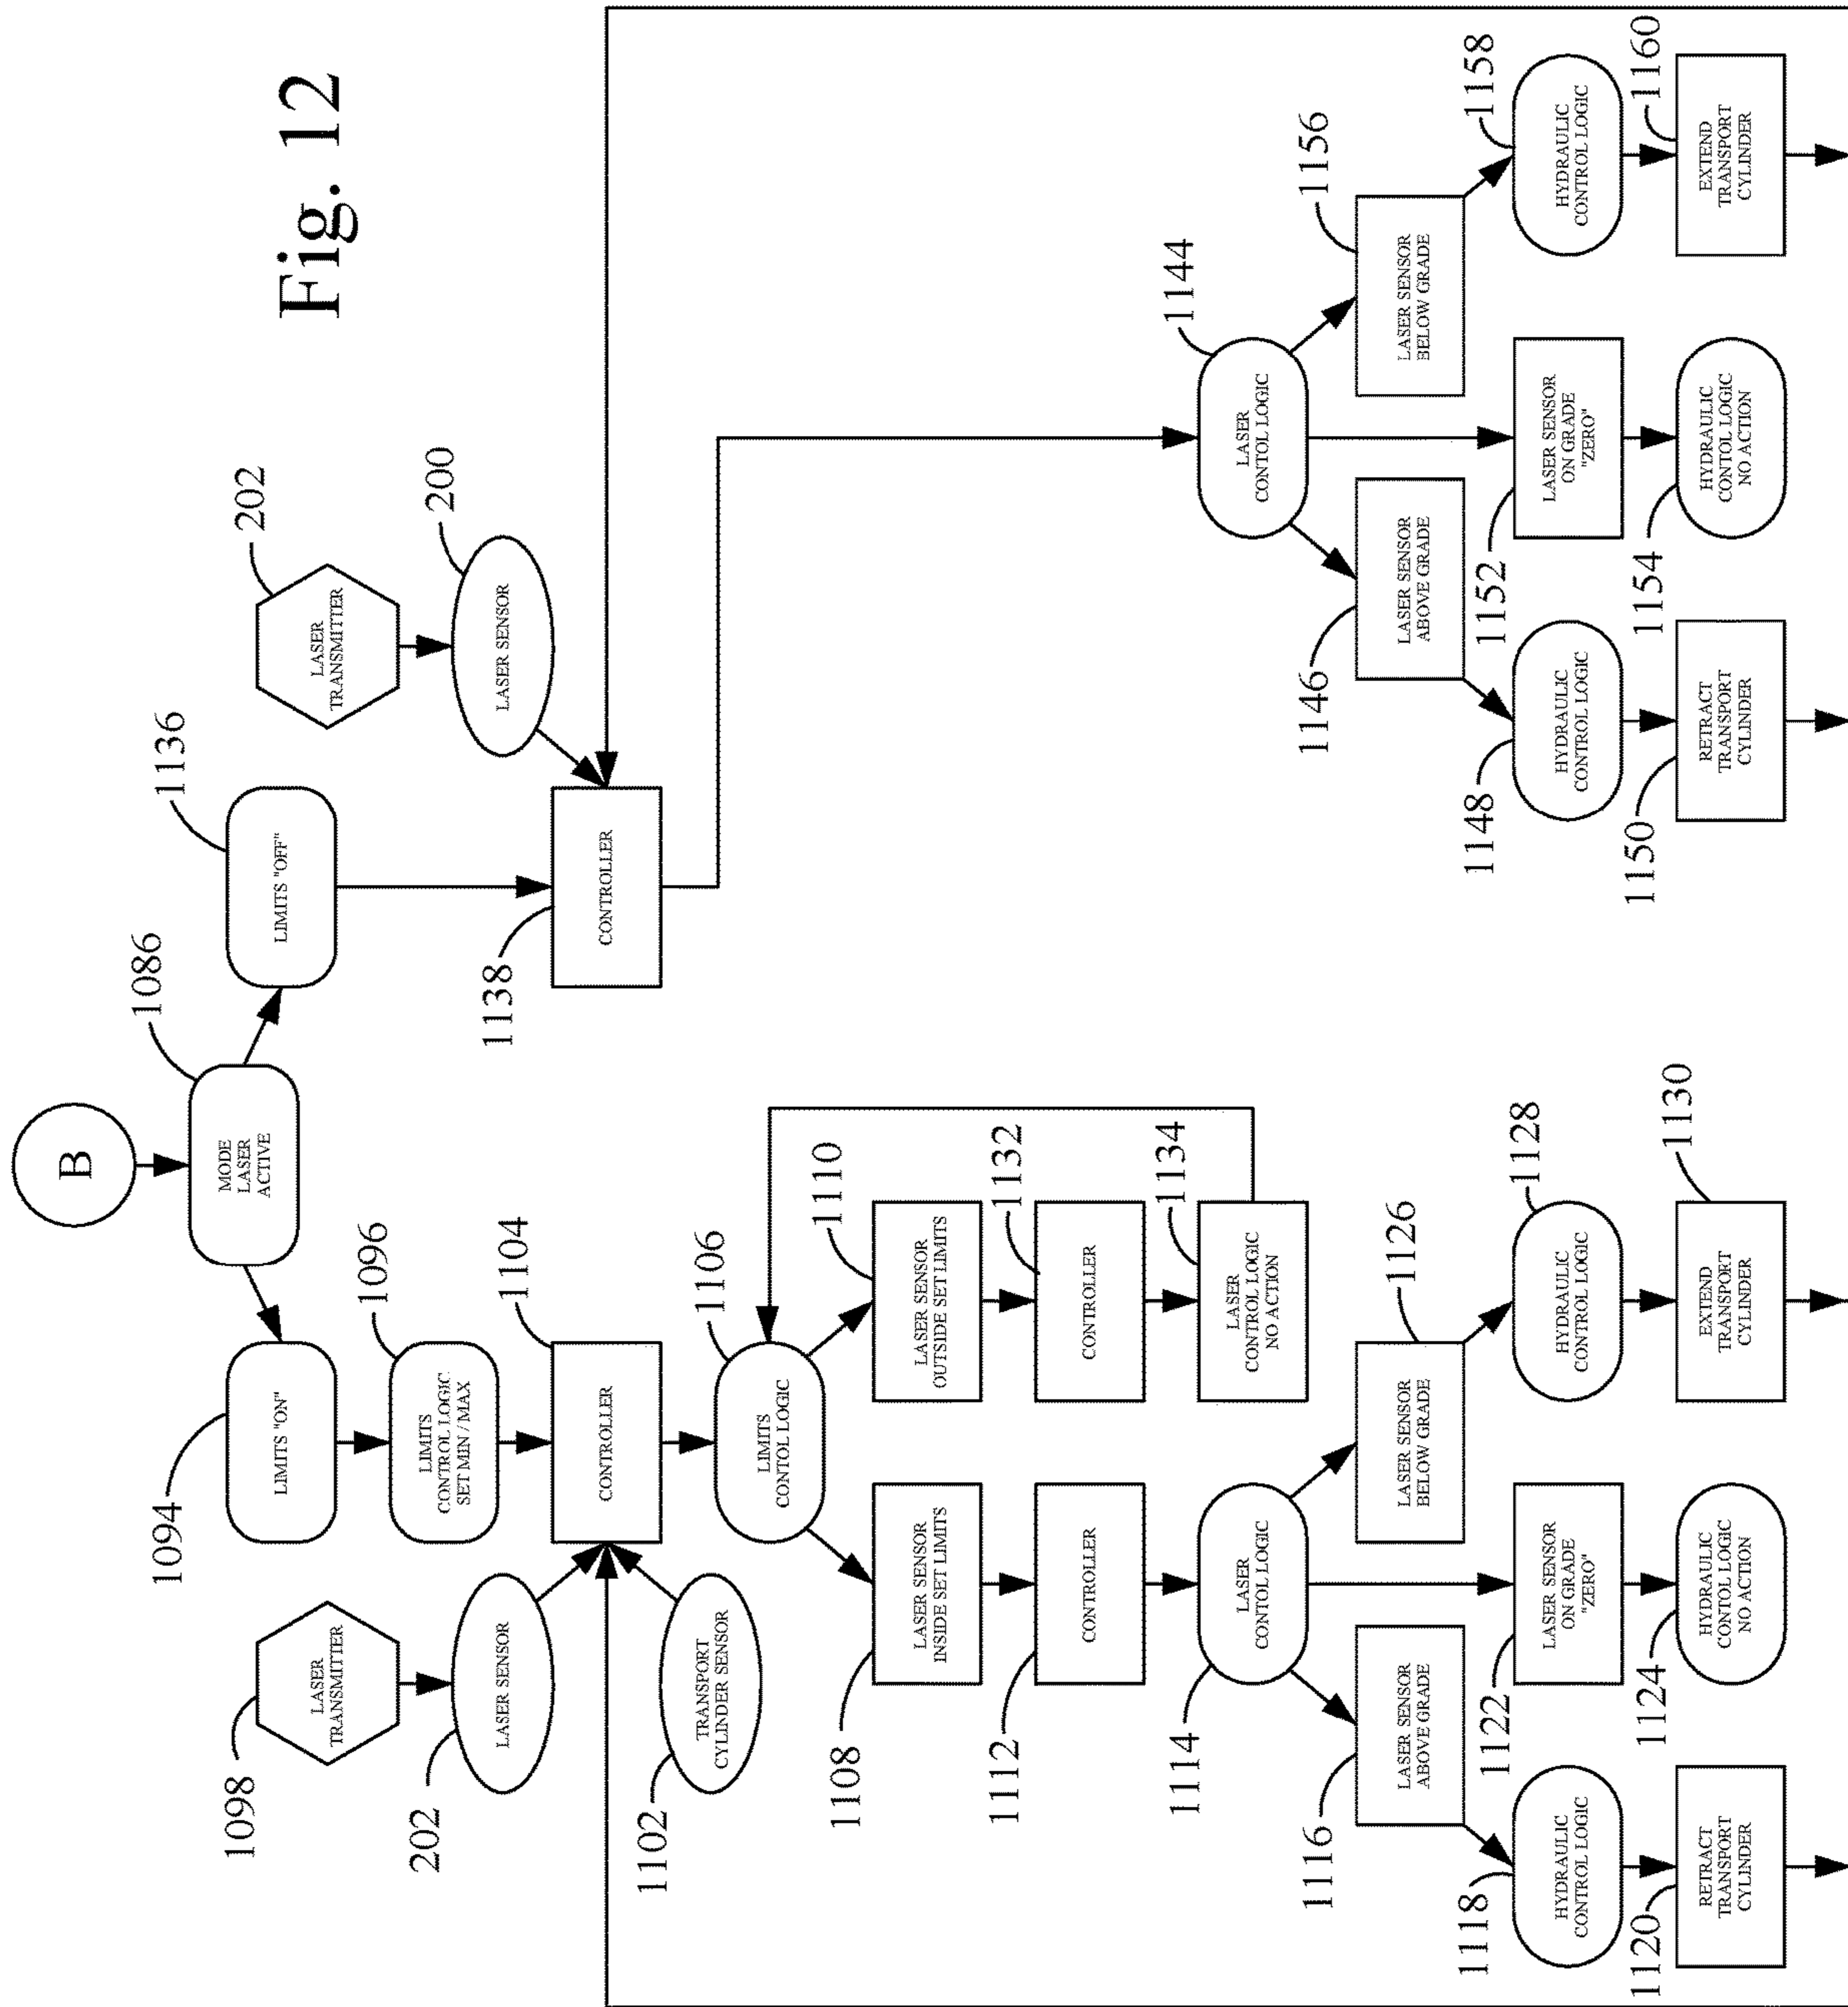 Fig. 12
B
1086
MODE
LASER
ACTIVE
1094
LIMITS "ON"
1136
LIMITS "OFF"
1096
LIMITS
CONTROL LOGIC
SET MIN / MAX
1098
LASER
TRANSMITTER
202
LASER SENSOR
1102
TRANSPORT
CYLINDER SENSOR
1104
CONTROLLER
202
LASER
TRANSMITTER
200
LASER SENSOR
1138
CONTROLLER
1106
LIMITS
CONTOL LOGIC
1108
LASER SENSOR
INSIDE SET LIMITS
1110
LASER SENSOR
OUTSIDE SET LIMITS
1112
CONTROLLER
1132
CONTROLLER
1114
LASER
CONTOL LOGIC
1134
LASER
CONTROL LOGIC
NO ACTION
1144
LASER
CONTOL LOGIC
1116
LASER SENSOR
ABOVE GRADE
1126
LASER SENSOR
BELOW GRADE
1146
LASER SENSOR
ABOVE GRADE
1156
LASER SENSOR
BELOW GRADE
1118
HYDRAULIC
CONTROL LOGIC
1122
LASER SENSOR
ON GRADE
"ZERO"
1128
HYDRAULIC
CONTROL LOGIC
1148
HYDRAULIC
CONTROL LOGIC
1152
LASER SENSOR
ON GRADE
"ZERO"
1158
HYDRAULIC
CONTROL LOGIC
1120
RETRACT
TRANSPORT
CYLINDER
1124
HYDRAULIC
CONTOL LOGIC
NO ACTION
1130
EXTEND
TRANSPORT
CYLINDER
1150
RETRACT
TRANSPORT
CYLINDER
1154
HYDRAULIC
CONTOL LOGIC
NO ACTION
1160
EXTEND
TRANSPORT
CYLINDER